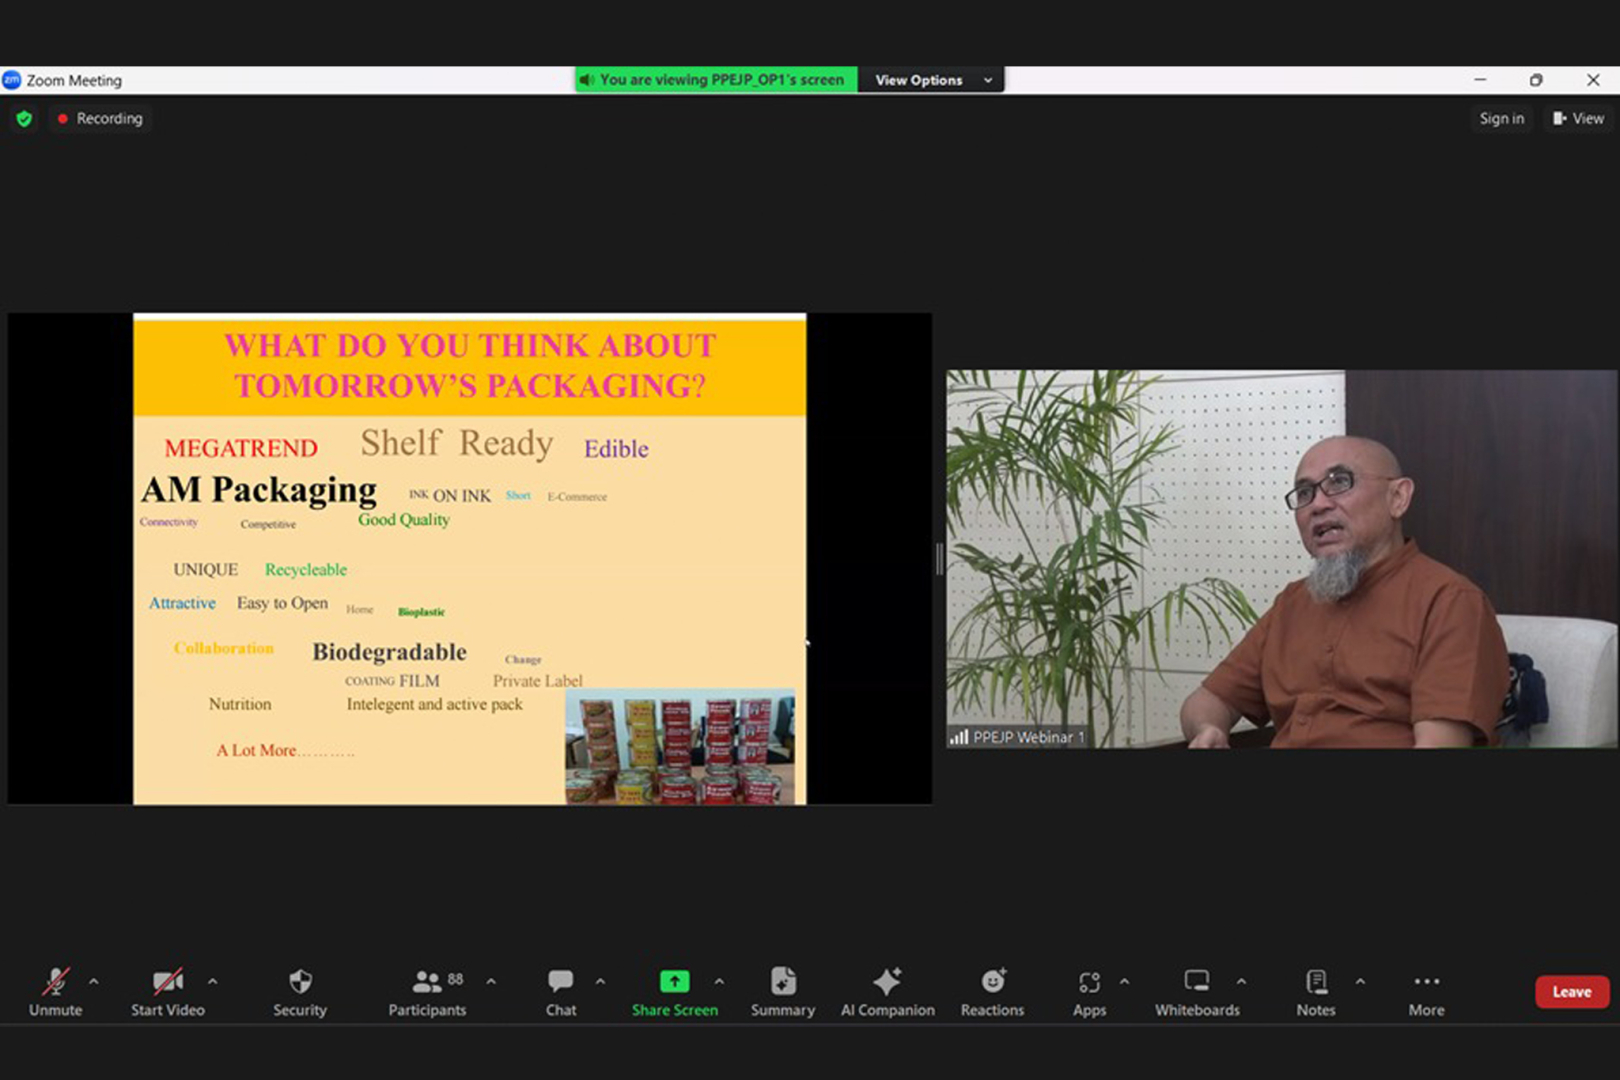 zm Zoom Meeting
You are viewing PPEJP_OP1's screen
View Options
Recording
Sign in
View
WHAT DO YOU THINK ABOUT
TOMORROW'S PACKAGING?
MEGATREND Shelf Ready Edible
AM Packaging INK ON INK Short E-Commerce
Connectivity Competitive Good Quality
UNIQUE Recycleable
Attractive Easy to Open Home Bioplastic
Collaboration Biodegradable Change
COATING FILM Private Label
Nutrition Intelegent and active pack
A Lot More...........
PPEJP Webinar 1
88
Unmute
Start Video
Security
Participants
Chat
Share Screen
Summary
AI Companion
Reactions
Apps
Whiteboards
Notes
More
Leave